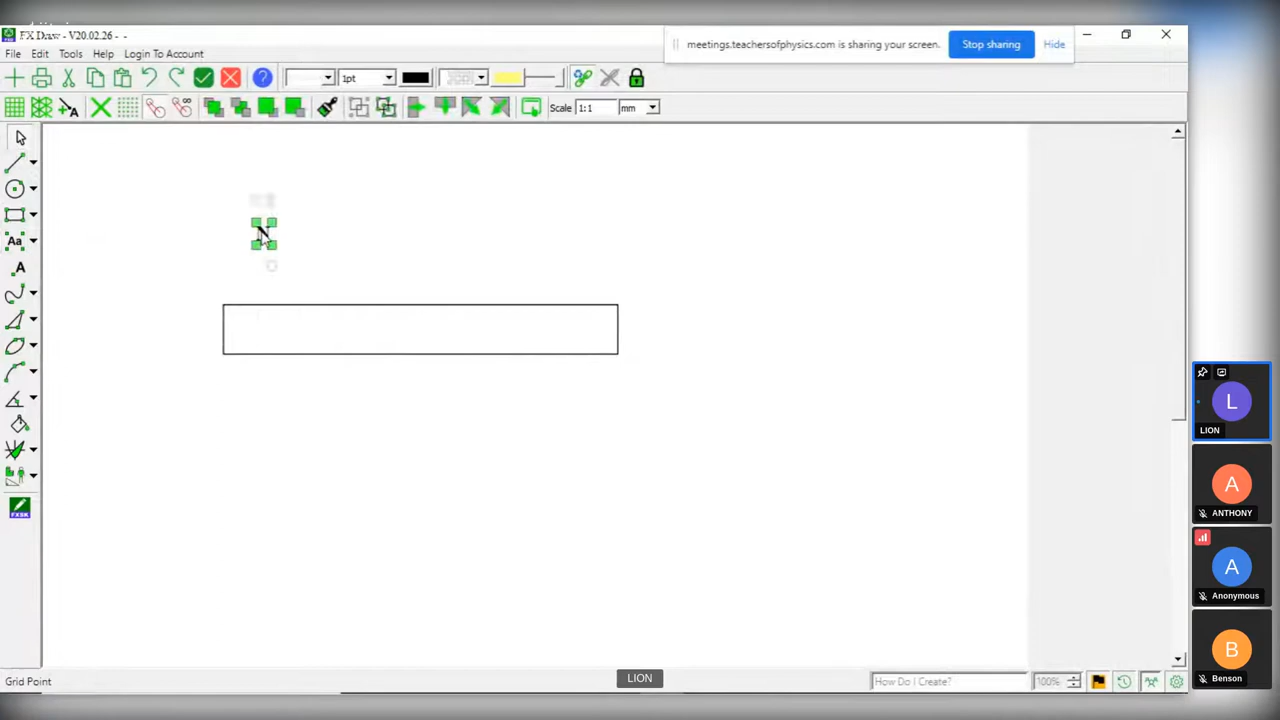 FX Draw - V20.02.26 - -
meetings.teachersofphysics.com is sharing your screen.
Stop sharing
Hide
File Edit Tools Help Login To Account
1pt
A
Scale 1:1 mm
Aa
A
N
FXSK
L
LION
A
ANTHONY
A
Anonymous
B
Benson
Grid Point
LION
How Do I Create?
100%